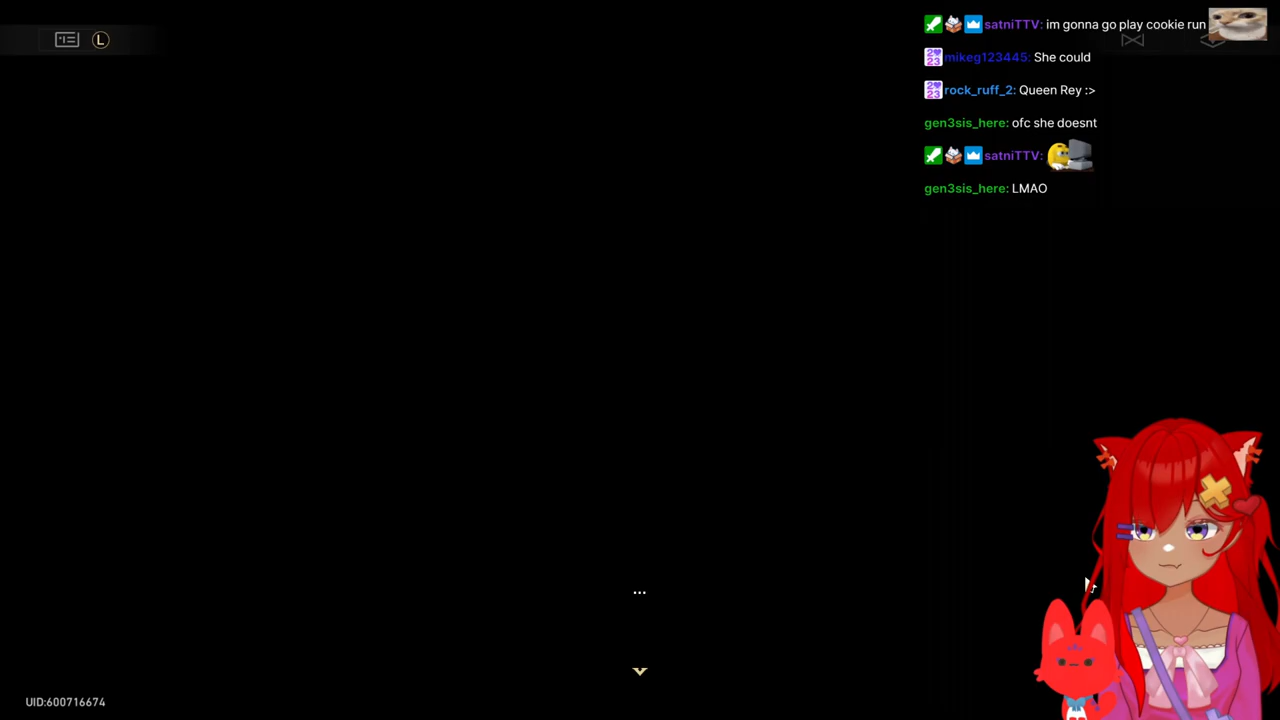 L
satniTTV: im gonna go play cookie run
mikeg123445: She could
rock_ruff_2: Queen Rey :>
gen3sis_here: ofc she doesnt
satniTTV:
gen3sis_here: LMAO
...
UID:600716674